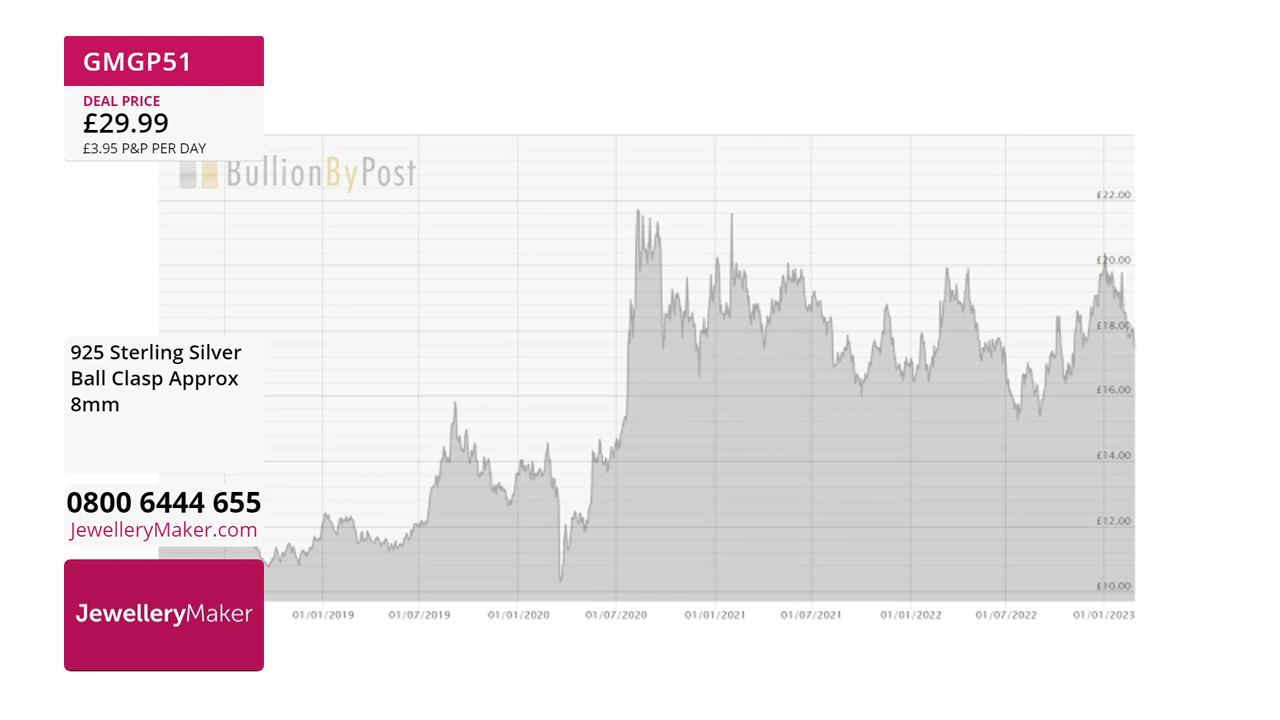 GMGP51
DEAL PRICE
£29.99
£3.95 P&P PER DAY
BullionByPost
£22.00
£20.00
£18.00
£16.00
£14.00
£12.00
£10.00
925 Sterling Silver
Ball Clasp Approx
8mm
0800 6444 655
JewelleryMaker.com
JewelleryMaker
01/01/2019 01/07/2019 01/01/2020 01/07/2020 01/01/2021 01/07/2021 01/01/2022 01/07/2022 01/01/2023